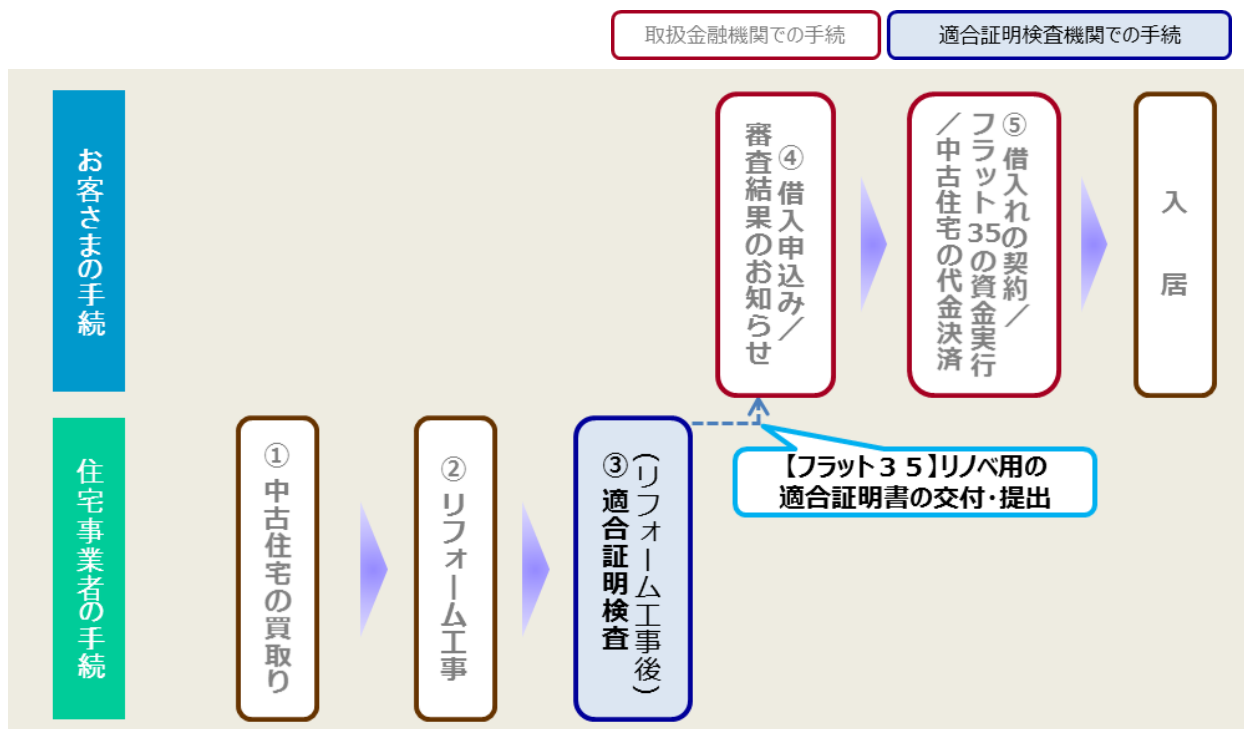 取扱金融機関での手続
適合証明検査機関での手続
お客さまの手続
④ 借入申込み／
審査結果のお知らせ
⑤ 借入れの契約／
フラット35の資金実行
／中古住宅の代金決済
入居
住宅事業者の手続
① 中古住宅の買取り
② リフォーム工事
（リフォーム工事後）
③ 適合証明検査
【フラット３５】リノベ用の
適合証明書の交付・提出